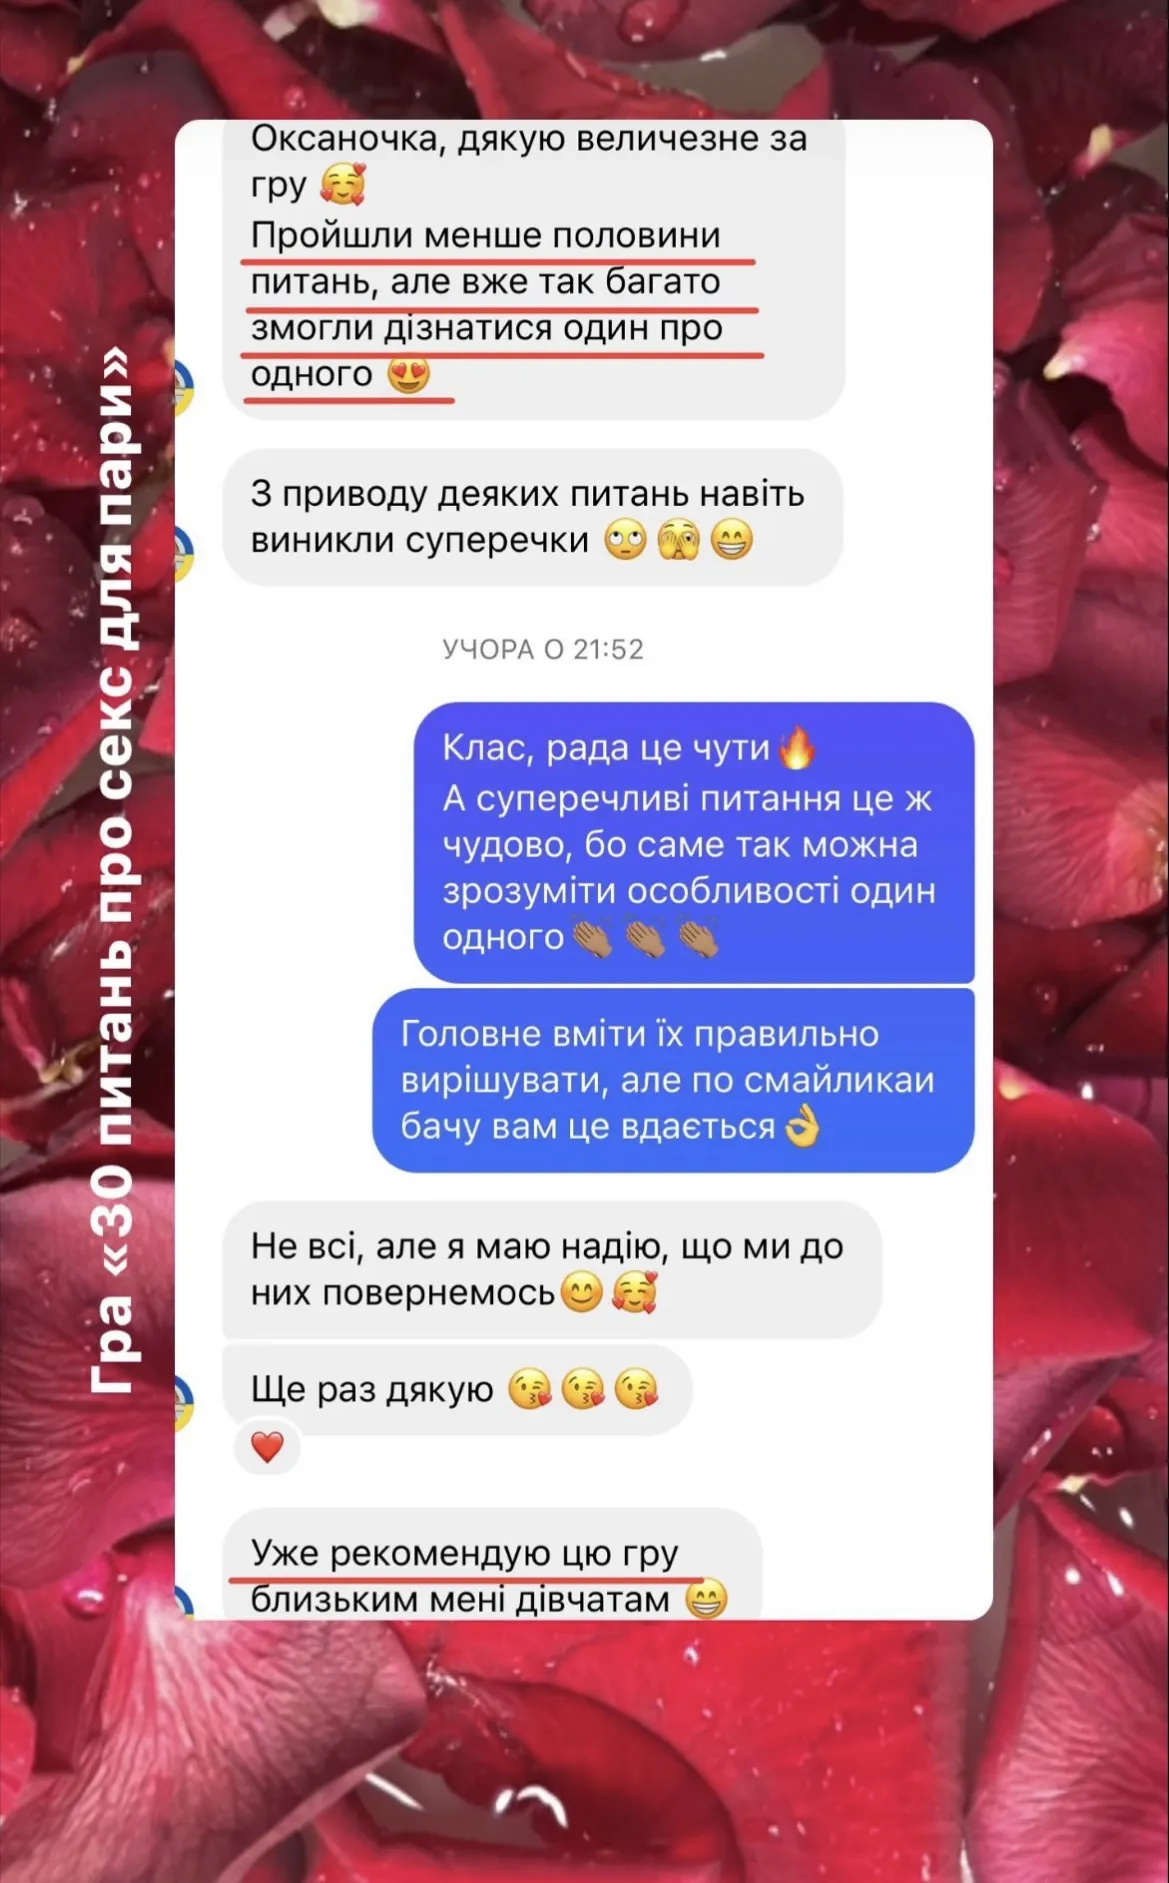 Гра «30 питань про секс для пари»
Оксаночка, дякую величезне за
гру 🥰
Пройшли менше половини
питань, але вже так багато
змогли дізнатися один про
одного 😍
З приводу деяких питань навіть
виникли суперечки 🙄 🫣 😁
УЧОРА О 21:52
Клас, рада це чути🔥
А суперечливі питання це ж
чудово, бо саме так можна
зрозуміти особливості один
одного👏🏽👏🏽👏🏽
Головне вміти їх правильно
вирішувати, але по смайликаи
бачу вам це вдається👌
Не всі, але я маю надію, що ми до
них повернемось😊🥰
Ще раз дякую 😘😘😘
❤️
Уже рекомендую цю гру
близьким мені дівчатам 😁